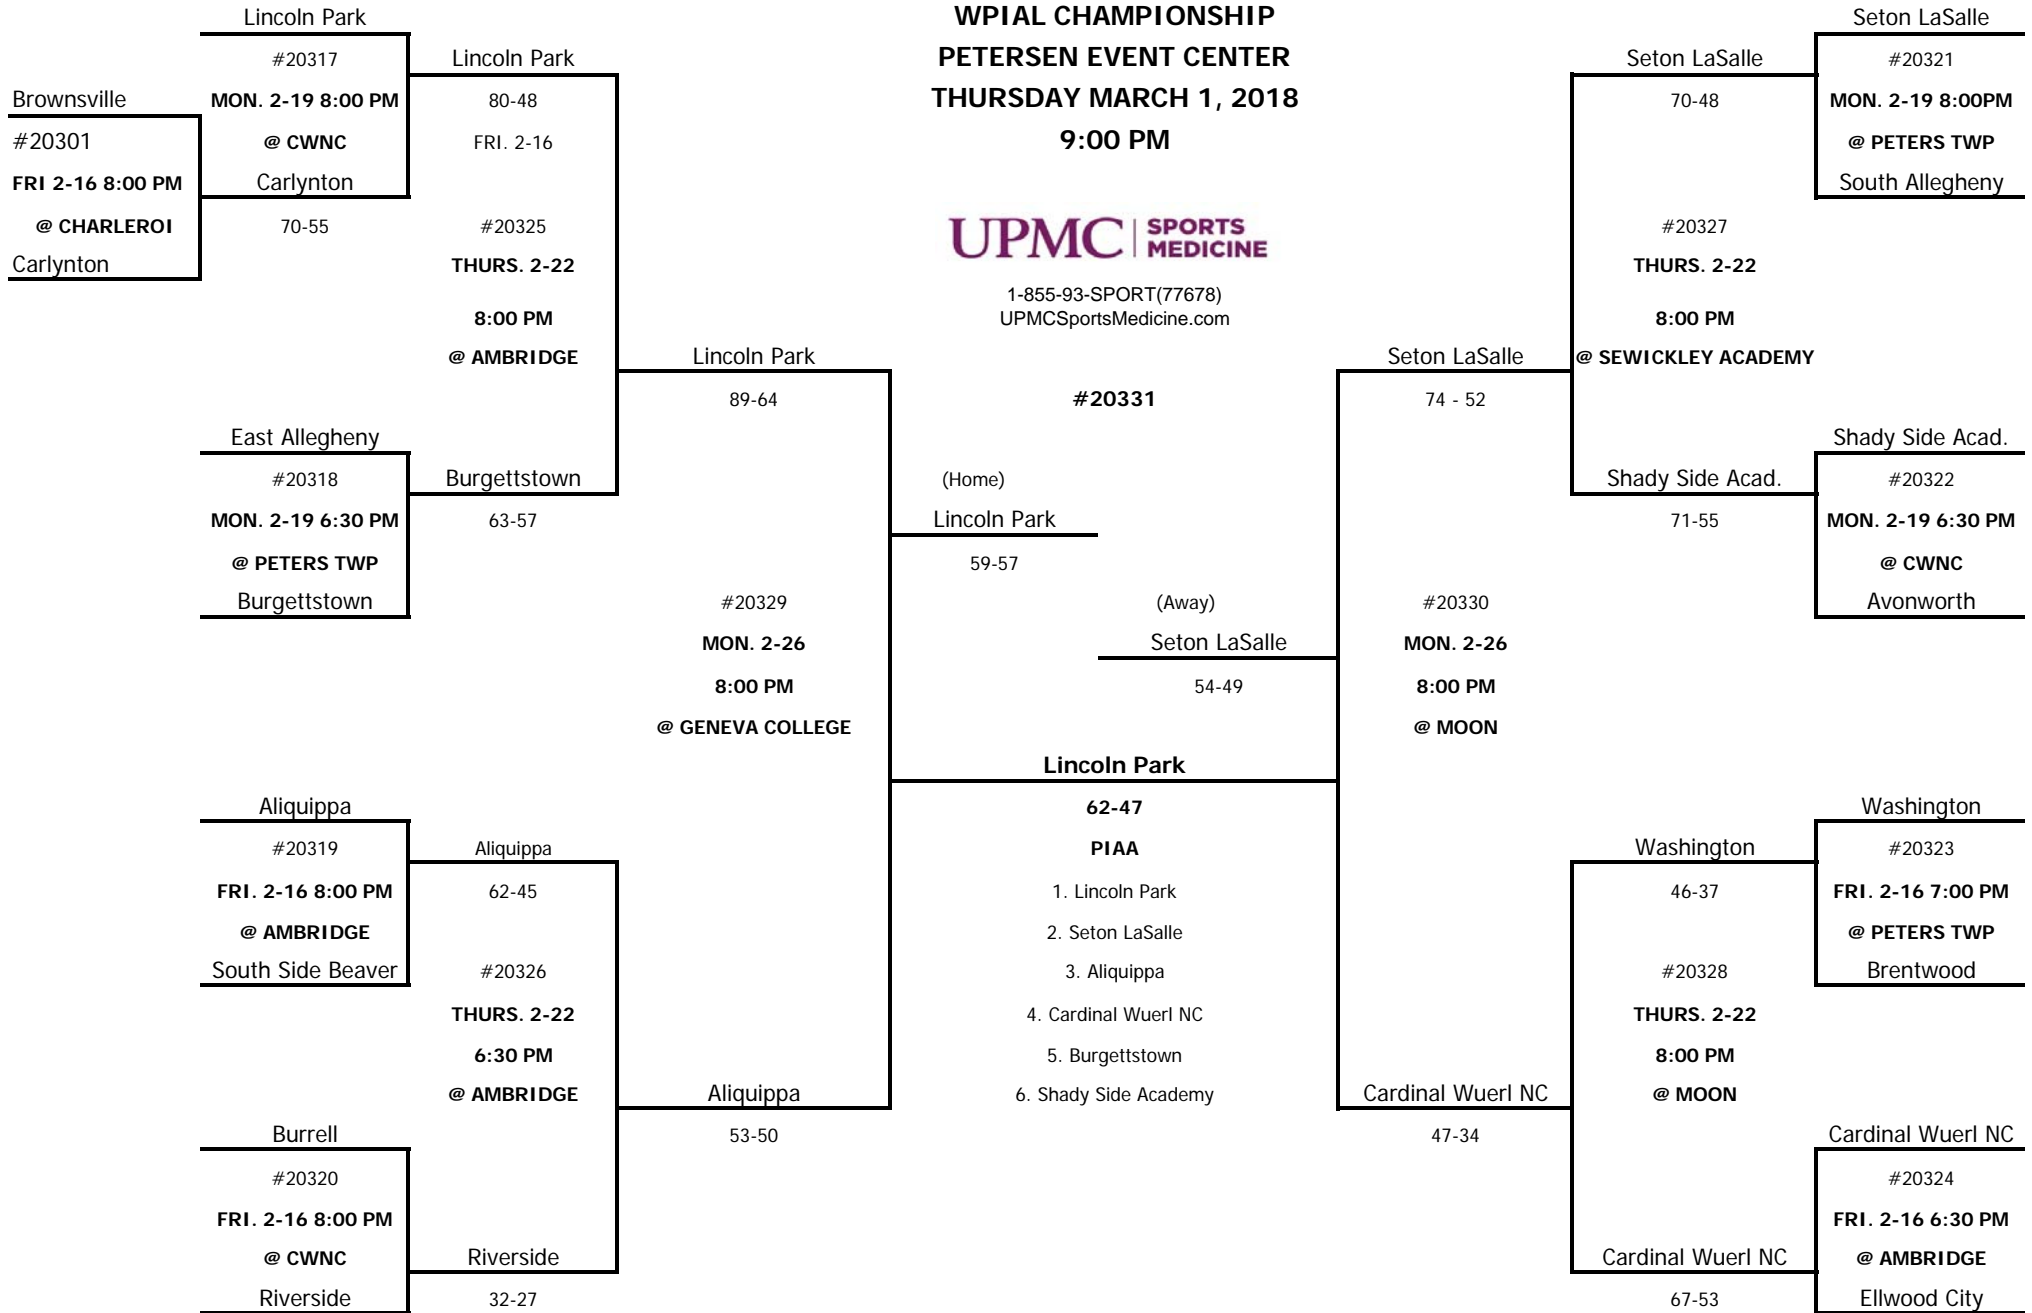 WPIAL CHAMPIONSHIP
PETERSEN EVENT CENTER
THURSDAY MARCH 1, 2018
9:00 PM
UPMC | SPORTS MEDICINE
1-855-93-SPORT(77678)
UPMCSportsMedicine.com
#20331
Brownsville
#20301
FRI 2-16 8:00 PM
@ CHARLEROI
Carlynton
Lincoln Park
#20317
MON. 2-19 8:00 PM
@ CWNC
Carlynton
70-55
East Allegheny
#20318
MON. 2-19 6:30 PM
@ PETERS TWP
Burgettstown
Aliquippa
#20319
FRI. 2-16 8:00 PM
@ AMBRIDGE
South Side Beaver
Burrell
#20320
FRI. 2-16 8:00 PM
@ CWNC
Riverside
Lincoln Park
80-48
FRI. 2-16
#20325
THURS. 2-22
8:00 PM
@ AMBRIDGE
Burgettstown
63-57
Aliquippa
62-45
#20326
THURS. 2-22
6:30 PM
@ AMBRIDGE
Riverside
32-27
Lincoln Park
89-64
#20329
MON. 2-26
8:00 PM
@ GENEVA COLLEGE
Aliquippa
53-50
(Home)
Lincoln Park
59-57
(Away)
Seton LaSalle
54-49
Lincoln Park
62-47
PIAA
1. Lincoln Park
2. Seton LaSalle
3. Aliquippa
4. Cardinal Wuerl NC
5. Burgettstown
6. Shady Side Academy
Seton LaSalle
74 - 52
#20330
MON. 2-26
8:00 PM
@ MOON
Cardinal Wuerl NC
47-34
Seton LaSalle
70-48
#20327
THURS. 2-22
8:00 PM
@ SEWICKLEY ACADEMY
Shady Side Acad.
71-55
Washington
46-37
#20328
THURS. 2-22
8:00 PM
@ MOON
Cardinal Wuerl NC
67-53
Seton LaSalle
#20321
MON. 2-19 8:00PM
@ PETERS TWP
South Allegheny
Shady Side Acad.
#20322
MON. 2-19 6:30 PM
@ CWNC
Avonworth
Washington
#20323
FRI. 2-16 7:00 PM
@ PETERS TWP
Brentwood
Cardinal Wuerl NC
#20324
FRI. 2-16 6:30 PM
@ AMBRIDGE
Ellwood City